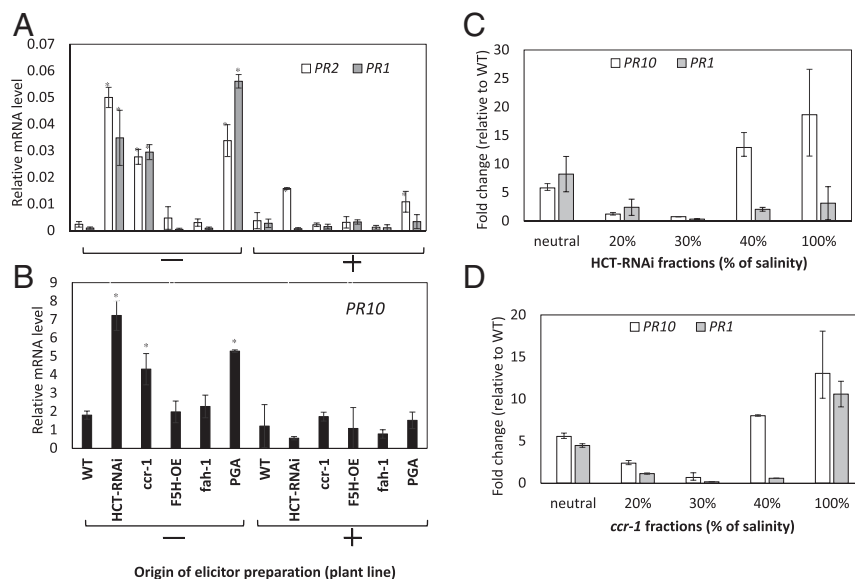 A
Relative mRNA level
0.07
0.06
0.05
0.04
0.03
0.02
0.01
0
PR2 PR1
* * * * * * * *
— +
B
Relative mRNA level
9
8
7
6
5
4
3
2
1
0
PR10
* * *
WT HCT-RNAi ccr-1 F5H-OE fah-1 PGA WT HCT-RNAi ccr-1 F5H-OE fah-1 PGA
— +
Origin of elicitor preparation (plant line)
C
Fold change (relative to WT)
30
25
20
15
10
5
0
PR10 PR1
neutral 20% 30% 40% 100%
HCT-RNAi fractions (% of salinity)
D
Fold change (relative to WT)
20
15
10
5
0
PR10 PR1
neutral 20% 30% 40% 100%
ccr-1 fractions (% of salinity)